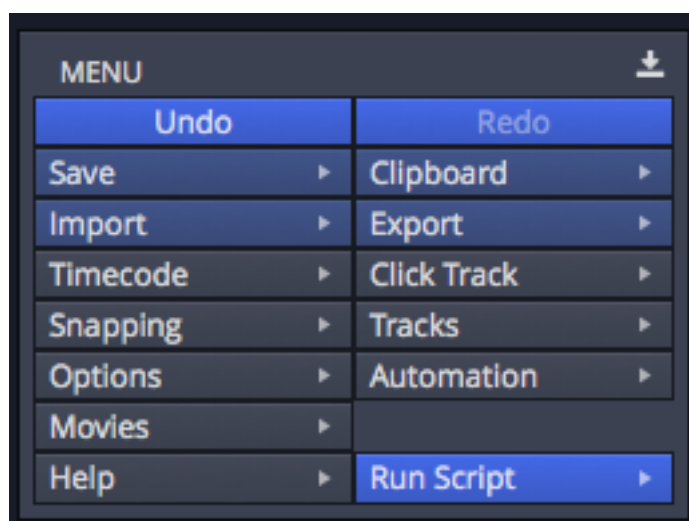 MENU
Undo Redo
Save Clipboard
Import Export
Timecode Click Track
Snapping Tracks
Options Automation
Movies
Help Run Script